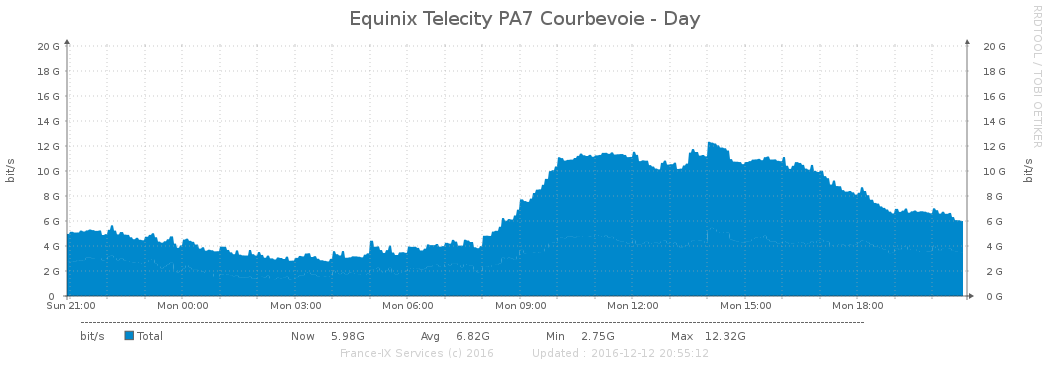 Equinix Telecity PA7 Courbevoie - Day
RRDTOOL / TOBI OETIKER
20 G 20 G
18 G 18 G
16 G 16 G
14 G 14 G
12 G 12 G
10 G 10 G
8 G 8 G
6 G 6 G
4 G 4 G
2 G 2 G
0 0 G
bit/s bit/s
Sun 21:00 Mon 00:00 Mon 03:00 Mon 06:00 Mon 09:00 Mon 12:00 Mon 15:00 Mon 18:00
bit/s Total Now 5.98G Avg 6.82G Min 2.75G Max 12.32G
France-IX Services (c) 2016 Updated : 2016-12-12 20:55:12